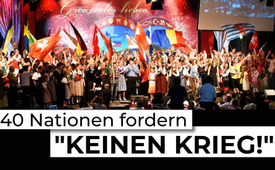 Grenzenlos lieben
40 Nationen fordern
"KEINEN KRIEG!"